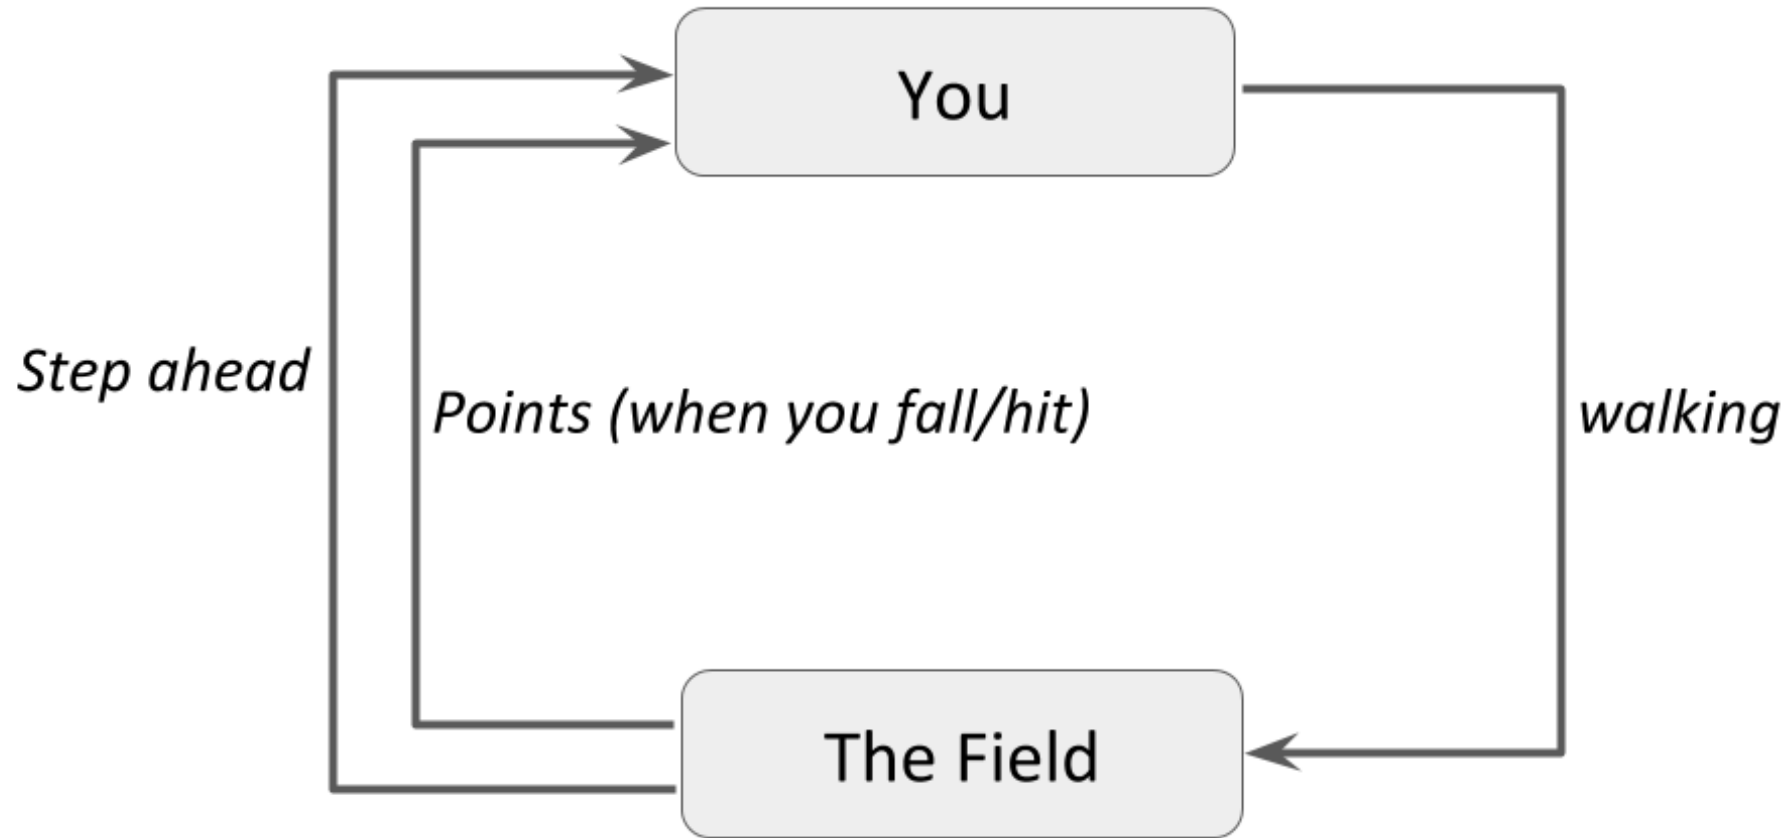 You
Step ahead
Points (when you fall/hit)
walking
The Field